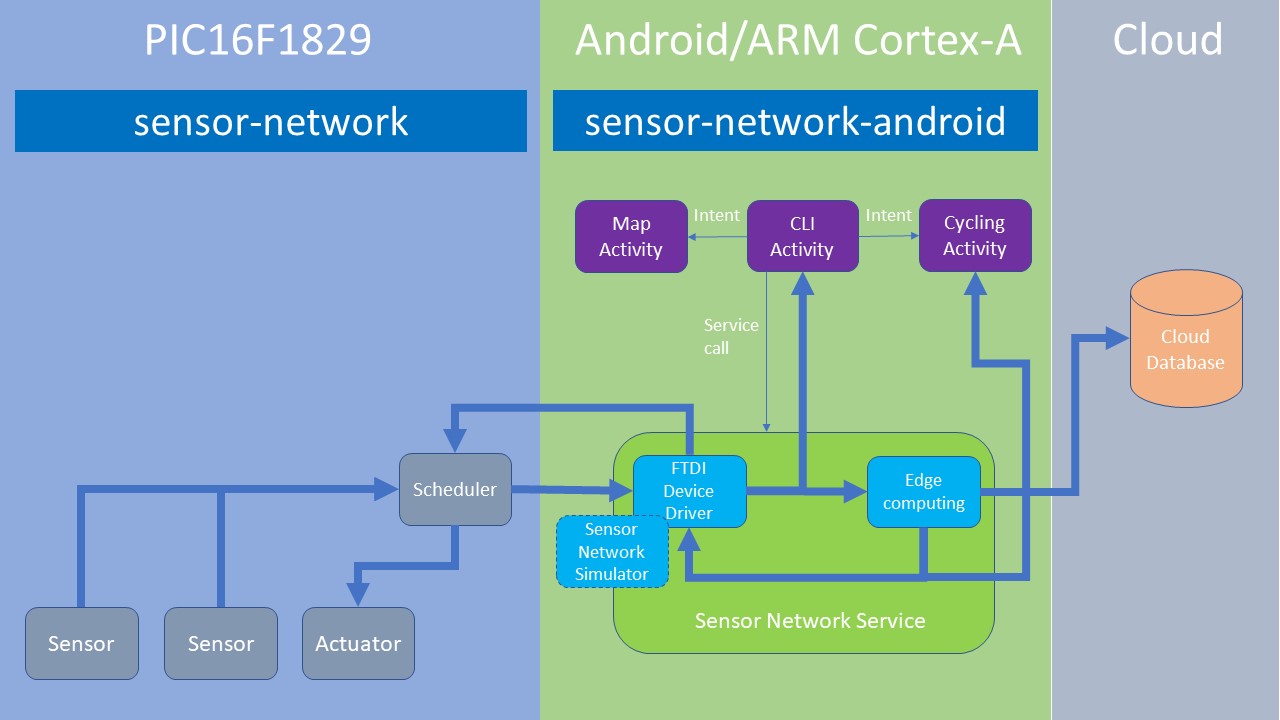 PIC16F1829
Android/ARM Cortex-A
Cloud
sensor-network
sensor-network-android
Map
Activity
Intent
CLI
Activity
Intent
Cycling
Activity
Service
call
Cloud
Database
Scheduler
FTDI
Device
Driver
Edge
computing
Sensor
Network
Simulator
Sensor Network Service
Sensor
Sensor
Actuator